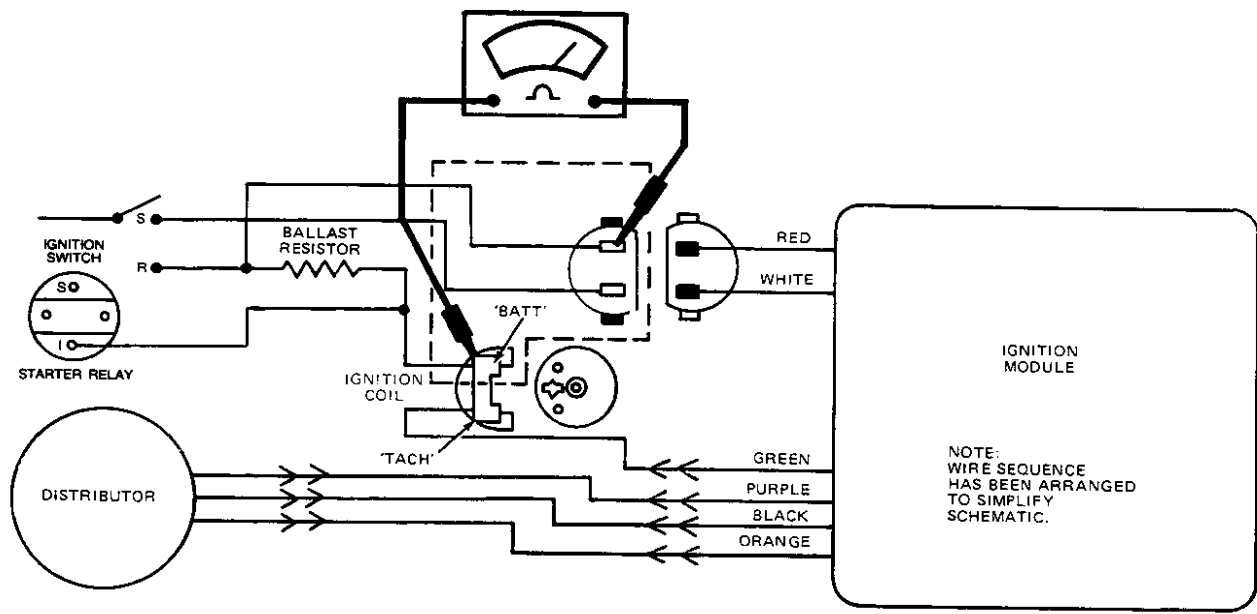 S
IGNITION
SWITCH
R
BALLAST
RESISTOR
S
I
STARTER RELAY
'BATT'
IGNITION
COIL
'TACH'
RED
WHITE
IGNITION
MODULE
DISTRIBUTOR
GREEN
PURPLE
BLACK
ORANGE
NOTE:
WIRE SEQUENCE
HAS BEEN ARRANGED
TO SIMPLIFY
SCHEMATIC.